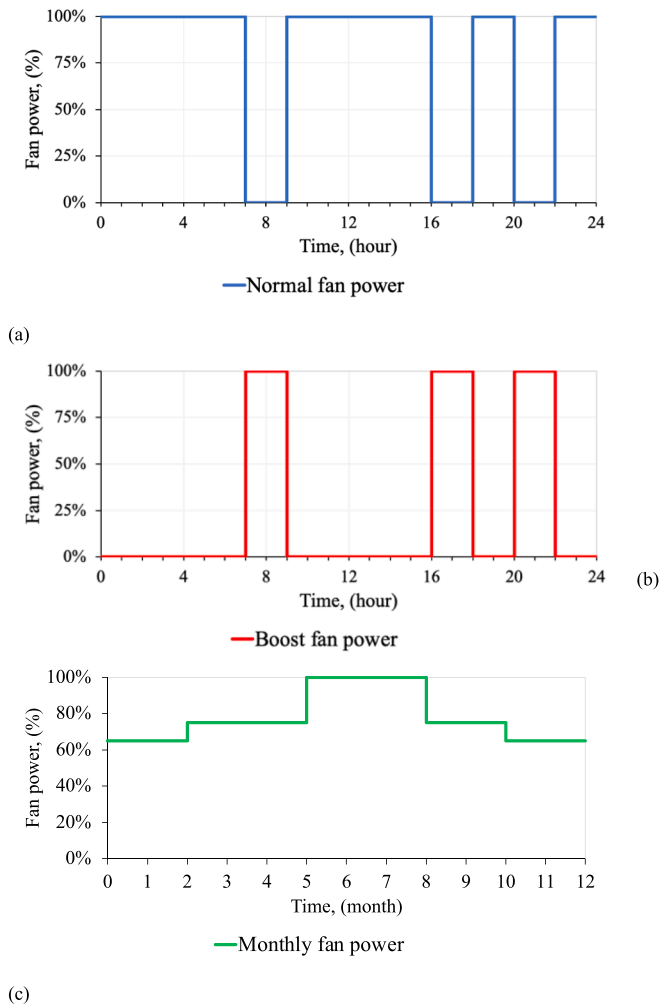 100%
75%
50%
25%
0%
Fan power, (%)
0 4 8 12 16 20 24
Time, (hour)
Normal fan power
(a)
100%
75%
50%
25%
0%
Fan power, (%)
0 4 8 12 16 20 24
Time, (hour)
(b)
Boost fan power
100%
80%
60%
40%
20%
0%
Fan power, (%)
0 1 2 3 4 5 6 7 8 9 10 11 12
Time, (month)
Monthly fan power
(c)